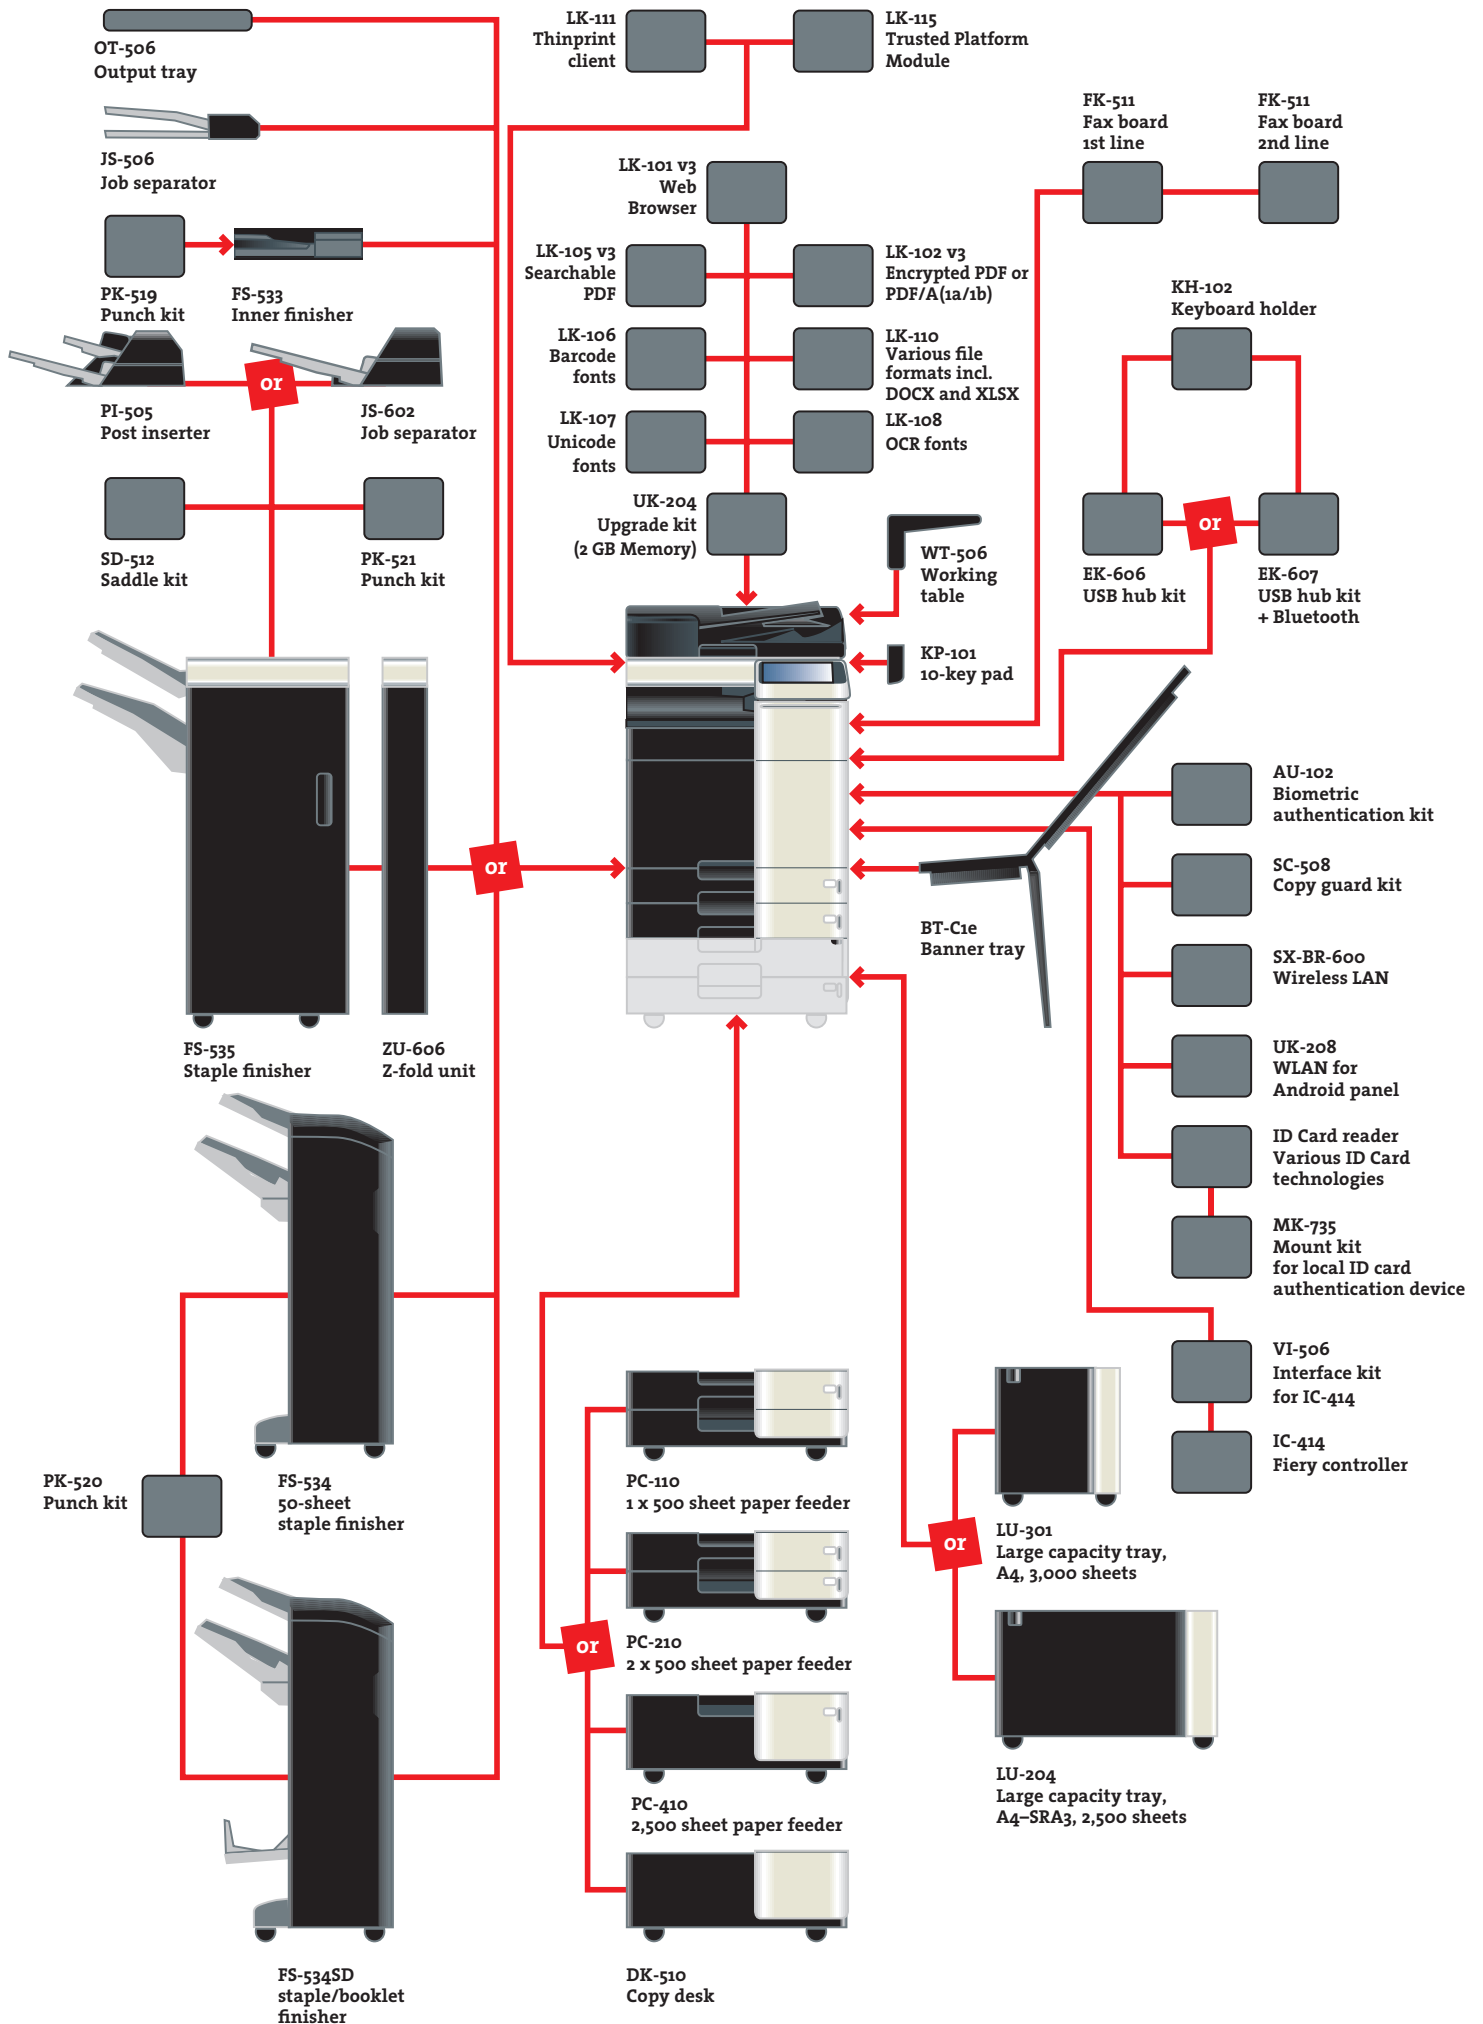 OT-506
Output tray
JS-506
Job separator
PK-519
Punch kit
FS-533
Inner finisher
or
PI-505
Post inserter
JS-602
Job separator
SD-512
Saddle kit
PK-521
Punch kit
FS-535
Staple finisher
ZU-606
Z-fold unit
or
PK-520
Punch kit
FS-534
50-sheet
staple finisher
FS-534SD
staple/booklet
finisher
LK-111
Thinprint
client
LK-115
Trusted Platform
Module
LK-101 v3
Web
Browser
LK-105 v3
Searchable
PDF
LK-102 v3
Encrypted PDF or
PDF/A(1a/1b)
LK-106
Barcode
fonts
LK-110
Various file
formats incl.
DOCX and XLSX
LK-107
Unicode
fonts
LK-108
OCR fonts
UK-204
Upgrade kit
(2 GB Memory)
WT-506
Working
table
KP-101
10-key pad
FK-511
Fax board
1st line
FK-511
Fax board
2nd line
KH-102
Keyboard holder
or
EK-606
USB hub kit
EK-607
USB hub kit
+ Bluetooth
BT-C1e
Banner tray
AU-102
Biometric
authentication kit
SC-508
Copy guard kit
SX-BR-600
Wireless LAN
UK-208
WLAN for
Android panel
ID Card reader
Various ID Card
technologies
MK-735
Mount kit
for local ID card
authentication device
VI-506
Interface kit
for IC-414
IC-414
Fiery controller
PC-110
1 x 500 sheet paper feeder
or
PC-210
2 x 500 sheet paper feeder
PC-410
2,500 sheet paper feeder
DK-510
Copy desk
or
LU-301
Large capacity tray,
A4, 3,000 sheets
LU-204
Large capacity tray,
A4–SRA3, 2,500 sheets